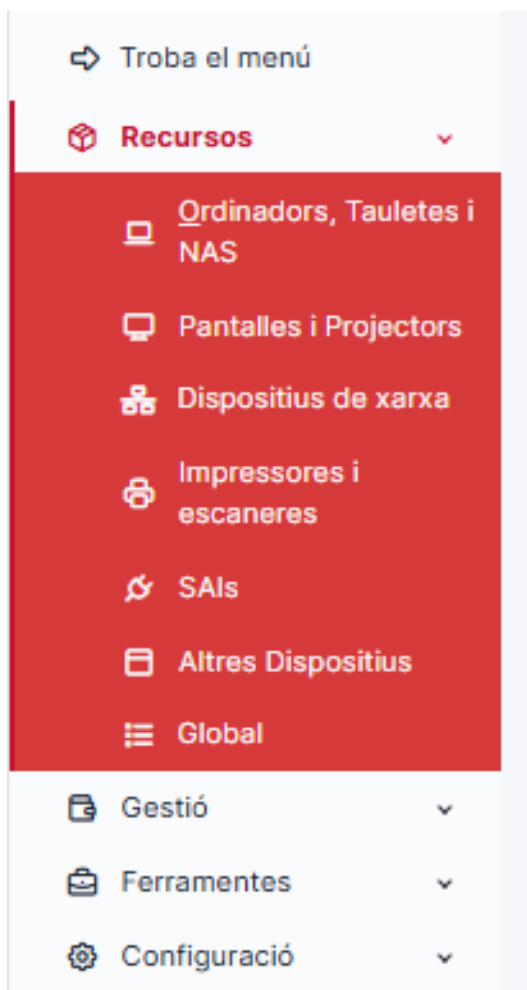 Troba el menú
Recursos
Ordinadors, Tauletes i
NAS
Pantalles i Projectors
Dispositius de xarxa
Impressores i
escaneres
SAIs
Altres Dispositius
Global
Gestió
Ferramentes
Configuració